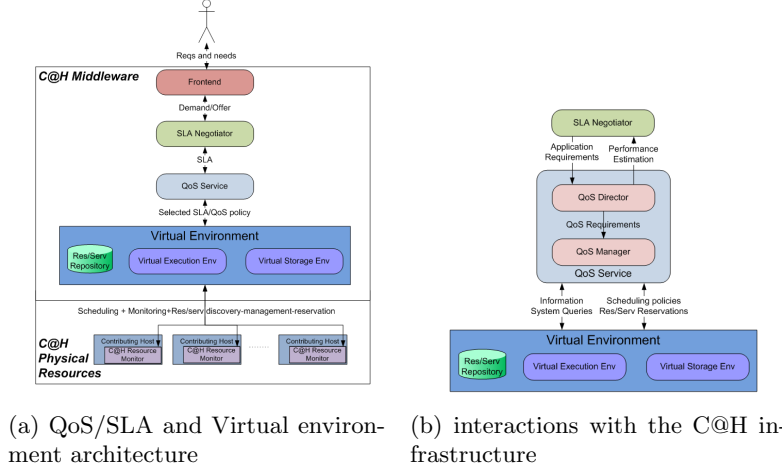 Reqs and needs
C@H Middleware
Frontend
Demand/Offer
SLA Negotiator
SLA
QoS Service
Selected SLA/QoS policy
Virtual Environment
Res/Serv
Repository
Virtual Execution Env
Virtual Storage Env
Scheduling + Monitoring+Res/serv discovery-management-reservation
C@H
Physical
Resources
Contributing Host
C@H Resource
Monitor
Contributing Host
C@H Resource
Monitor
Contributing Host
C@H Resource
Monitor
(a) QoS/SLA and Virtual environ-
ment architecture
SLA Negotiator
Application
Requirements
Performance
Estimation
QoS Director
QoS Requirements
QoS Manager
QoS Service
Information
System Queries
Scheduling policies
Res/Serv Reservations
Virtual Environment
Res/Serv
Repository
Virtual Execution Env
Virtual Storage Env
(b) interactions with the C@H in-
frastructure